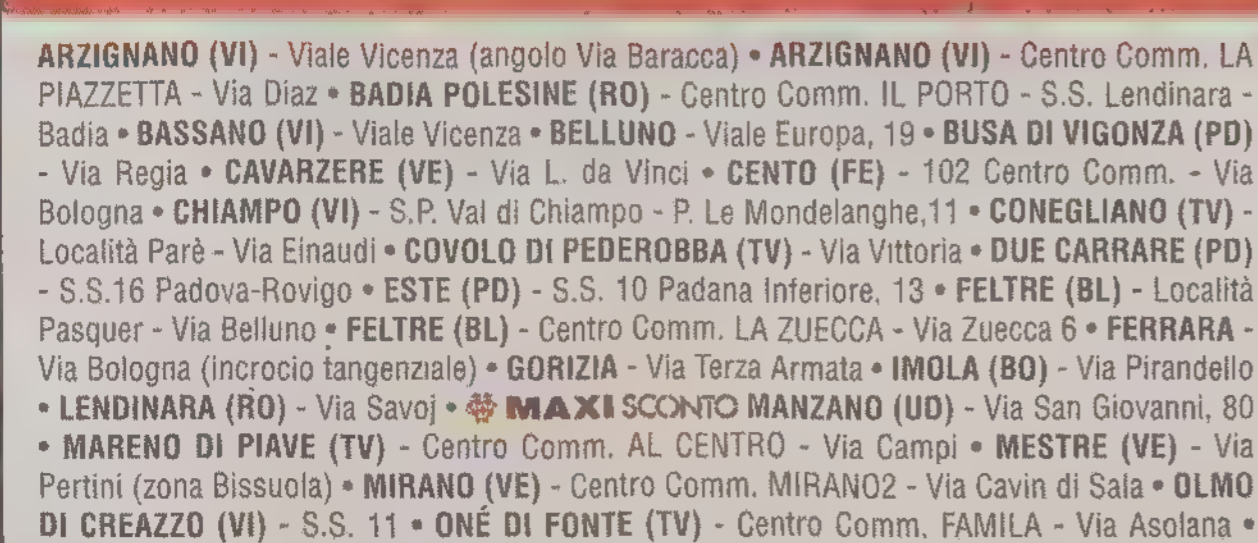 ARZIGNANO (VI) - Viale Vicenza (angolo Via Baracca) • ARZIGNANO (VI) - Centro Comm. LA
PIAZZETTA - Via Diaz • BADIA POLESINE (RO) - Centro Comm. IL PORTO - S.S. Lendinara -
Badia • BASSANO (VI) - Viale Vicenza • BELLUNO - Viale Europa, 19 • BUSA DI VIGONZA (PD)
- Via Regia • CAVARZERE (VE) - Via L. da Vinci • CENTO (FE) - 102 Centro Comm. - Via
Bologna • CHIAMPO (VI) - S.P. Val di Chiampo - P. Le Mondelanghe,11 • CONEGLIANO (TV) -
Località Parè - Via Einaudi • COVOLO DI PEDEROBBA (TV) - Via Vittoria • DUE CARRARE (PD)
- S.S.16 Padova-Rovigo • ESTE (PD) - S.S. 10 Padana Inferiore, 13 • FELTRE (BL) - Località
Pasquer - Via Belluno • FELTRE (BL) - Centro Comm. LA ZUECCA - Via Zuecca 6 • FERRARA -
Via Bologna (incrocio tangenziale) • GORIZIA - Via Terza Armata • IMOLA (BO) - Via Pirandello
• LENDINARA (RO) - Via Savoj • MAXI SCONTO MANZANO (UD) - Via San Giovanni, 80
• MARENO DI PIAVE (TV) - Centro Comm. AL CENTRO - Via Campi • MESTRE (VE) - Via
Pertini (zona Bissuola) • MIRANO (VE) - Centro Comm. MIRANO2 - Via Cavin di Sala • OLMO
DI CREAZZO (VI) - S.S. 11 • ONÉ DI FONTE (TV) - Centro Comm. FAMILA - Via Asolana •